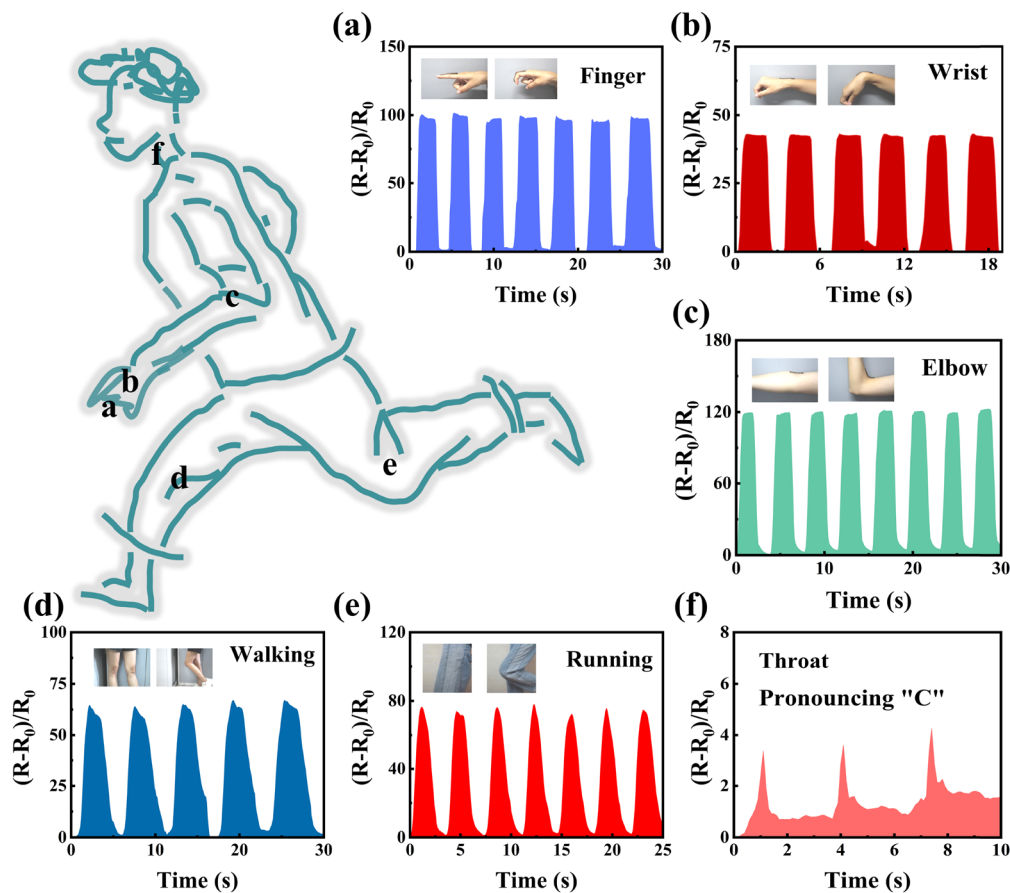 (a)
150
100
50
0
(R-R0)/R0
Finger
0 10 20 30
Time (s)
(b)
75
50
25
0
(R-R0)/R0
Wrist
0 6 12 18
Time (s)
f
c
b
a
d
e
(c)
180
120
60
0
(R-R0)/R0
Elbow
0 10 20 30
Time (s)
(d)
100
75
50
25
0
(R-R0)/R0
Walking
0 10 20 30
Time (s)
(e)
120
80
40
0
(R-R0)/R0
Running
0 5 10 15 20 25
Time (s)
(f)
8
6
4
2
0
(R-R0)/R0
Throat
Pronouncing "C"
0 2 4 6 8 10
Time (s)